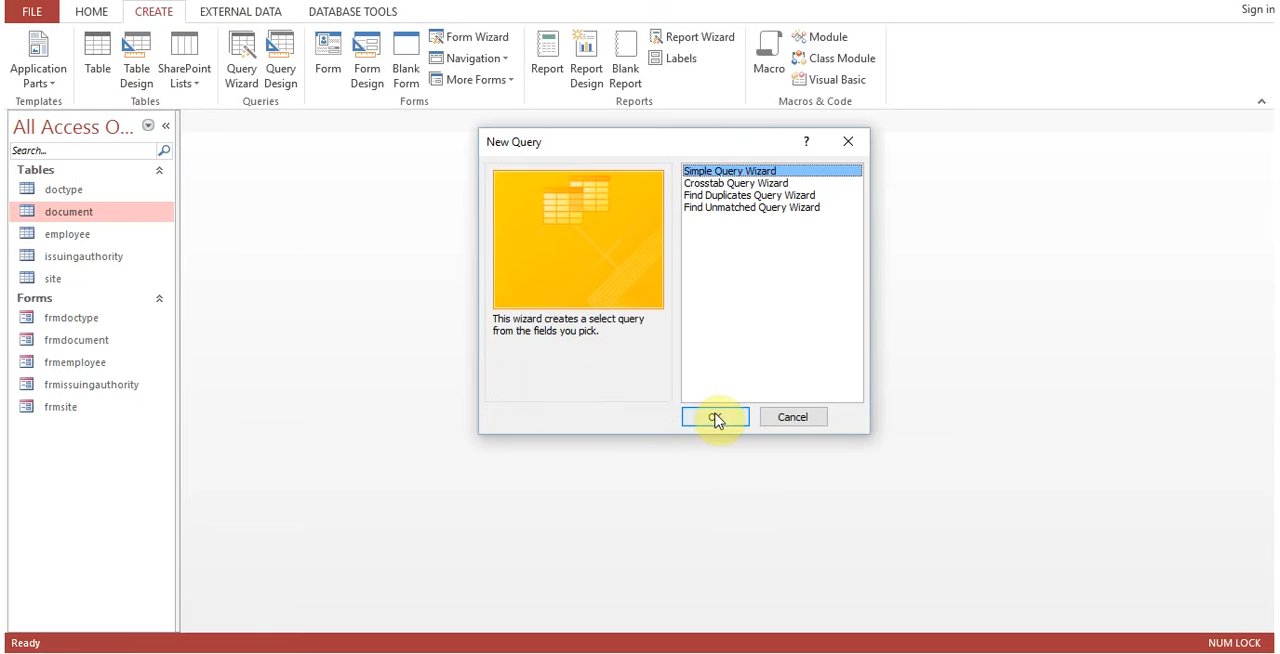 FILE HOME CREATE EXTERNAL DATA DATABASE TOOLS Sign in
Application Parts
Templates
Table
Table Design
SharePoint Lists
Tables
Query Wizard
Query Design
Queries
Form
Form Design
Blank Form
Form Wizard
Navigation
More Forms
Forms
Report
Report Design
Blank Report
Report Wizard
Labels
Reports
Macro
Module
Class Module
Visual Basic
Macros & Code
All Access O...
Search...
Tables
doctype
document
employee
issuingauthority
site
Forms
frmdoctype
frmdocument
frmemployee
frmissuingauthority
frmsite
New Query ?
Simple Query Wizard
Crosstab Query Wizard
Find Duplicates Query Wizard
Find Unmatched Query Wizard
This wizard creates a select query
from the fields you pick.
Cancel
Ready NUM LOCK